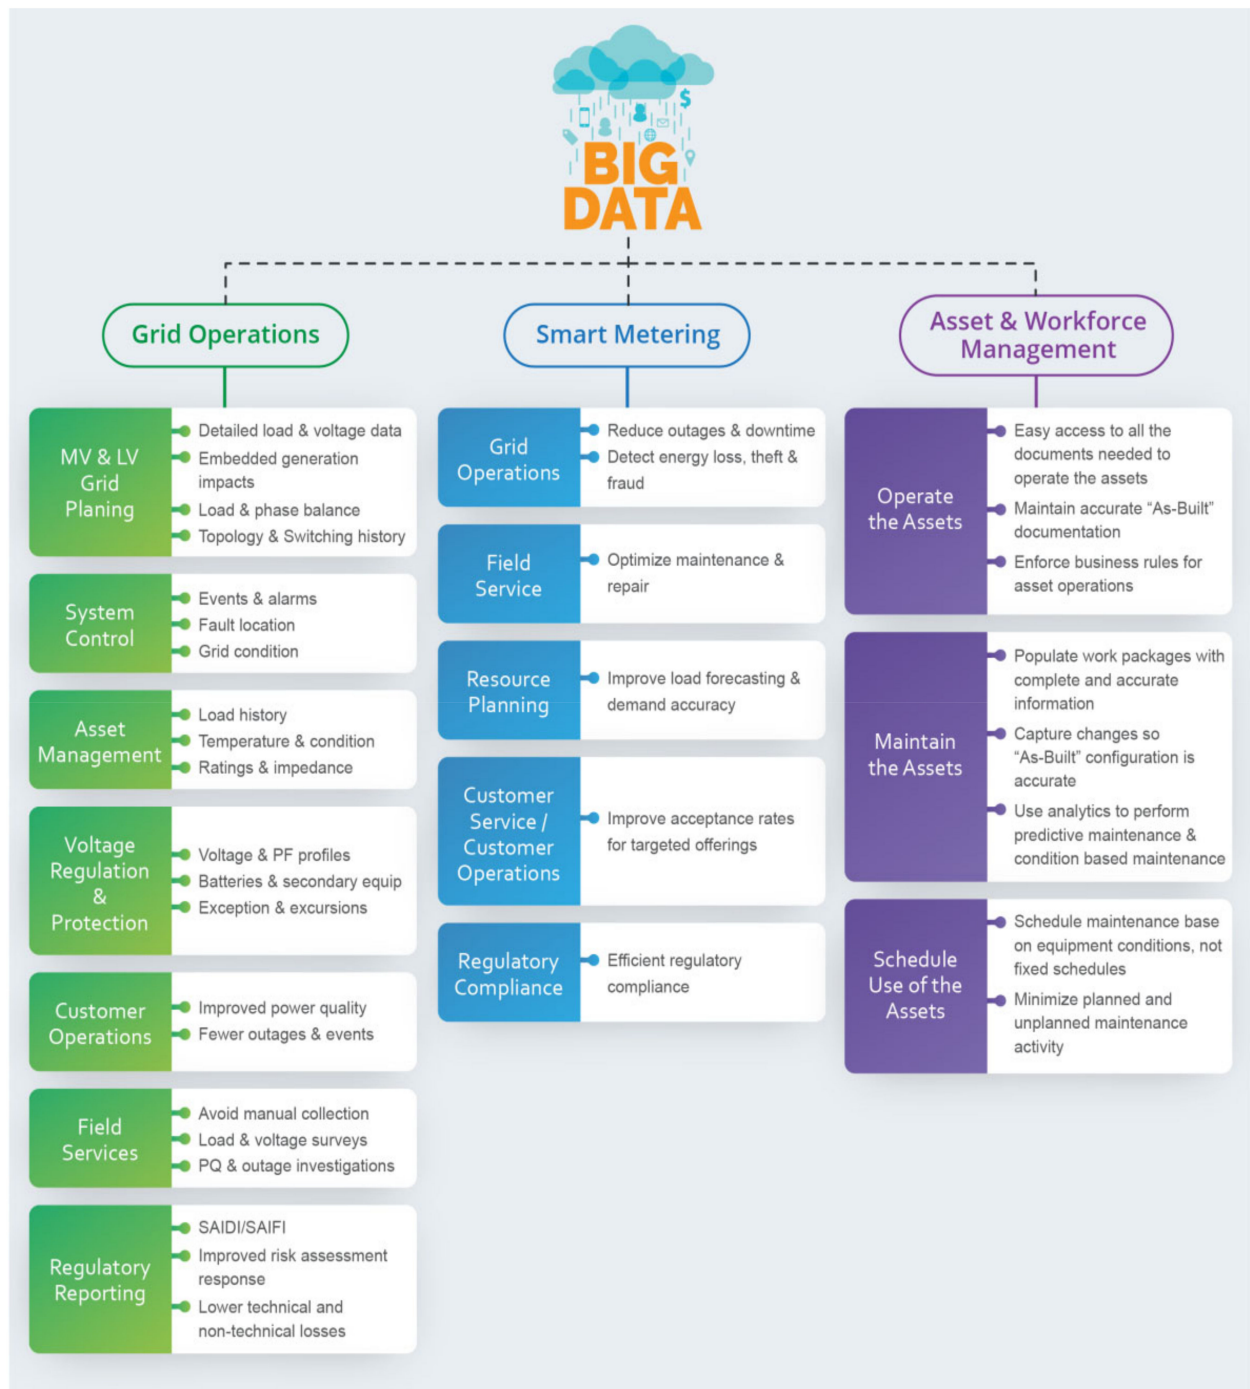 BIG
DATA
Grid Operations
MV & LV
Grid
Planing
Detailed load & voltage data
Embedded generation
impacts
Load & phase balance
Topology & Switching history
System
Control
Events & alarms
Fault location
Grid condition
Asset
Management
Load history
Temperature & condition
Ratings & impedance
Voltage
Regulation
&
Protection
Voltage & PF profiles
Batteries & secondary equip
Exception & excursions
Customer
Operations
Improved power quality
Fewer outages & events
Field
Services
Avoid manual collection
Load & voltage surveys
PQ & outage investigations
Regulatory
Reporting
SAIDI/SAIFI
Improved risk assessment
response
Lower technical and
non-technical losses
Smart Metering
Grid
Operations
Reduce outages & downtime
Detect energy loss, theft &
fraud
Field
Service
Optimize maintenance &
repair
Resource
Planning
Improve load forecasting &
demand accuracy
Customer
Service /
Customer
Operations
Improve acceptance rates
for targeted offerings
Regulatory
Compliance
Efficient regulatory
compliance
Asset & Workforce
Management
Operate
the Assets
Easy access to all the
documents needed to
operate the assets
Maintain accurate “As-Built”
documentation
Enforce business rules for
asset operations
Maintain
the Assets
Populate work packages with
complete and accurate
information
Capture changes so
“As-Built” configuration is
accurate
Use analytics to perform
predictive maintenance &
condition based maintenance
Schedule
Use of the
Assets
Schedule maintenance base
on equipment conditions, not
fixed schedules
Minimize planned and
unplanned maintenance
activity